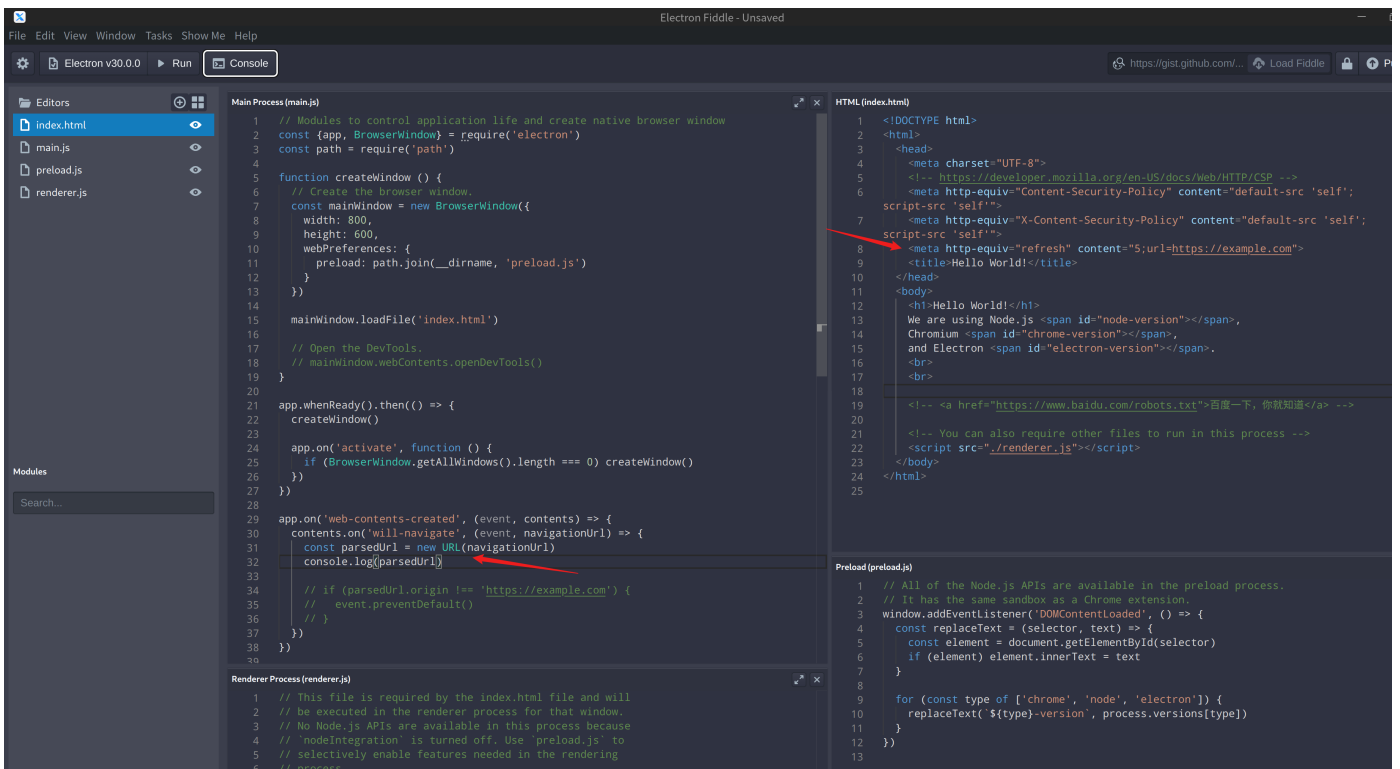 Electron Fiddle - Unsaved
File Edit View Window Tasks Show Me Help
Electron v30.0.0 Run Console https://gist.github.com/... Load Fiddle
Editors
index.html
main.js
preload.js
renderer.js
Modules
Search...
Main Process (main.js)
1 // Modules to control application life and create native browser window
2 const {app, BrowserWindow} = require('electron')
3 const path = require('path')
4
5 function createWindow () {
6 // Create the browser window.
7 const mainWindow = new BrowserWindow({
8 width: 800,
9 height: 600,
10 webPreferences: {
11 preload: path.join(__dirname, 'preload.js')
12 }
13 })
14
15 mainWindow.loadFile('index.html')
16
17 // Open the DevTools.
18 // mainWindow.webContents.openDevTools()
19 }
20
21 app.whenReady().then(() => {
22 createWindow()
23
24 app.on('activate', function () {
25 if (BrowserWindow.getAllWindows().length === 0) createWindow()
26 })
27 })
28
29 app.on('web-contents-created', (event, contents) => {
30 contents.on('will-navigate', (event, navigationUrl) => {
31 const parsedUrl = new URL(navigationUrl)
32 console.log(parsedUrl)
33
34 // if (parsedUrl.origin !== 'https://example.com') {
35 // event.preventDefault()
36 // }
37 })
38 })
39
Renderer Process (renderer.js)
1 // This file is required by the index.html file and will
2 // be executed in the renderer process for that window.
3 // No Node.js APIs are available in this process because
4 // `nodeIntegration` is turned off. Use `preload.js` to
5 // selectively enable features needed in the rendering
6 // process.
HTML (index.html)
1 <!DOCTYPE html>
2 <html>
3 <head>
4 <meta charset="UTF-8">
5 <!-- https://developer.mozilla.org/en-US/docs/Web/HTTP/CSP -->
6 <meta http-equiv="Content-Security-Policy" content="default-src 'self';
script-src 'self'">
7 <meta http-equiv="X-Content-Security-Policy" content="default-src 'self';
script-src 'self'">
8 <meta http-equiv="refresh" content="5;url=https://example.com">
9 <title>Hello World!</title>
10 </head>
11 <body>
12 <h1>Hello World!</h1>
13 We are using Node.js <span id="node-version"></span>,
14 Chromium <span id="chrome-version"></span>,
15 and Electron <span id="electron-version"></span>.
16 <br>
17 <br>
18
19 <!-- <a href="https://www.baidu.com/robots.txt">百度一下，你就知道</a> -->
20
21 <!-- You can also require other files to run in this process -->
22 <script src="./renderer.js"></script>
23 </body>
24 </html>
25
Preload (preload.js)
1 // All of the Node.js APIs are available in the preload process.
2 // It has the same sandbox as a Chrome extension.
3 window.addEventListener('DOMContentLoaded', () => {
4 const replaceText = (selector, text) => {
5 const element = document.getElementById(selector)
6 if (element) element.innerText = text
7 }
8
9 for (const type of ['chrome', 'node', 'electron']) {
10 replaceText(`${type}-version`, process.versions[type])
11 }
12 })
13